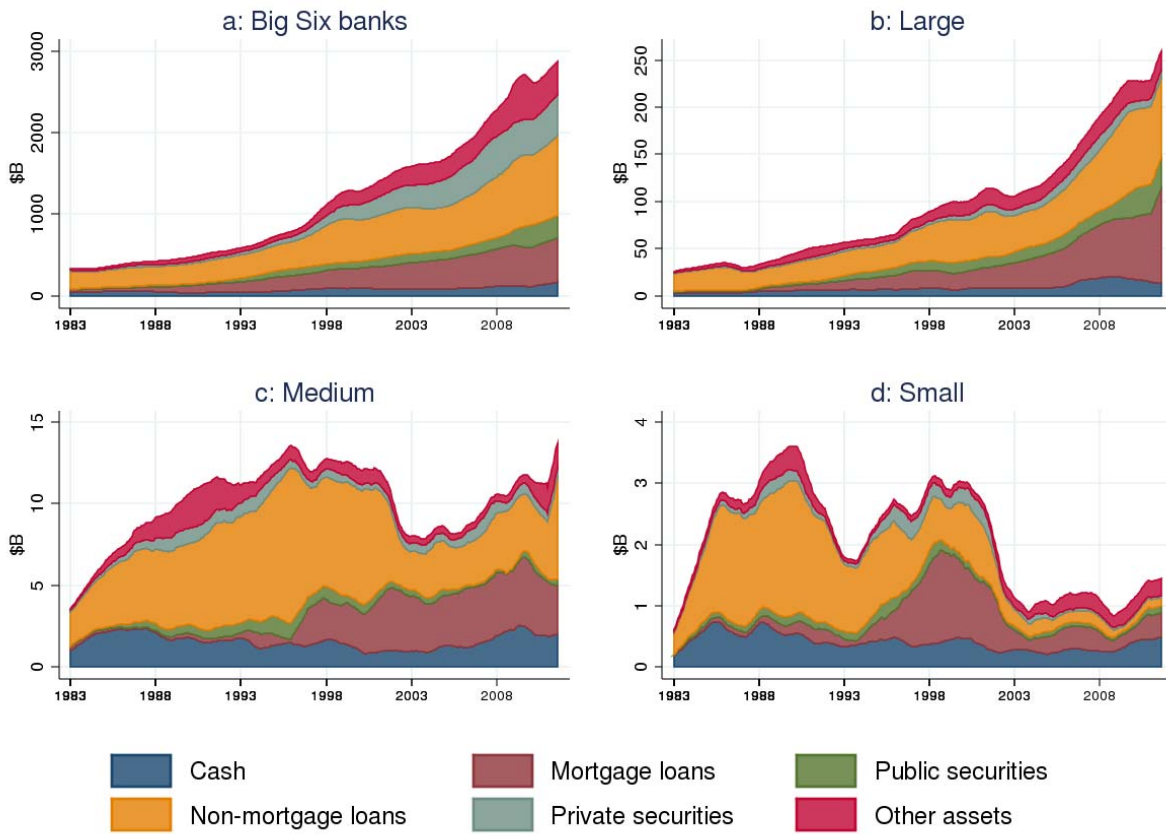 a: Big Six banks
$B
0 1000 2000 3000
1983 1988 1993 1998 2003 2008
b: Large
$B
0 50 100 150 200 250
1983 1988 1993 1998 2003 2008
c: Medium
$B
0 5 10 15
1983 1988 1993 1998 2003 2008
d: Small
$B
0 1 2 3 4
1983 1988 1993 1998 2003 2008
Cash Mortgage loans Public securities
Non-mortgage loans Private securities Other assets